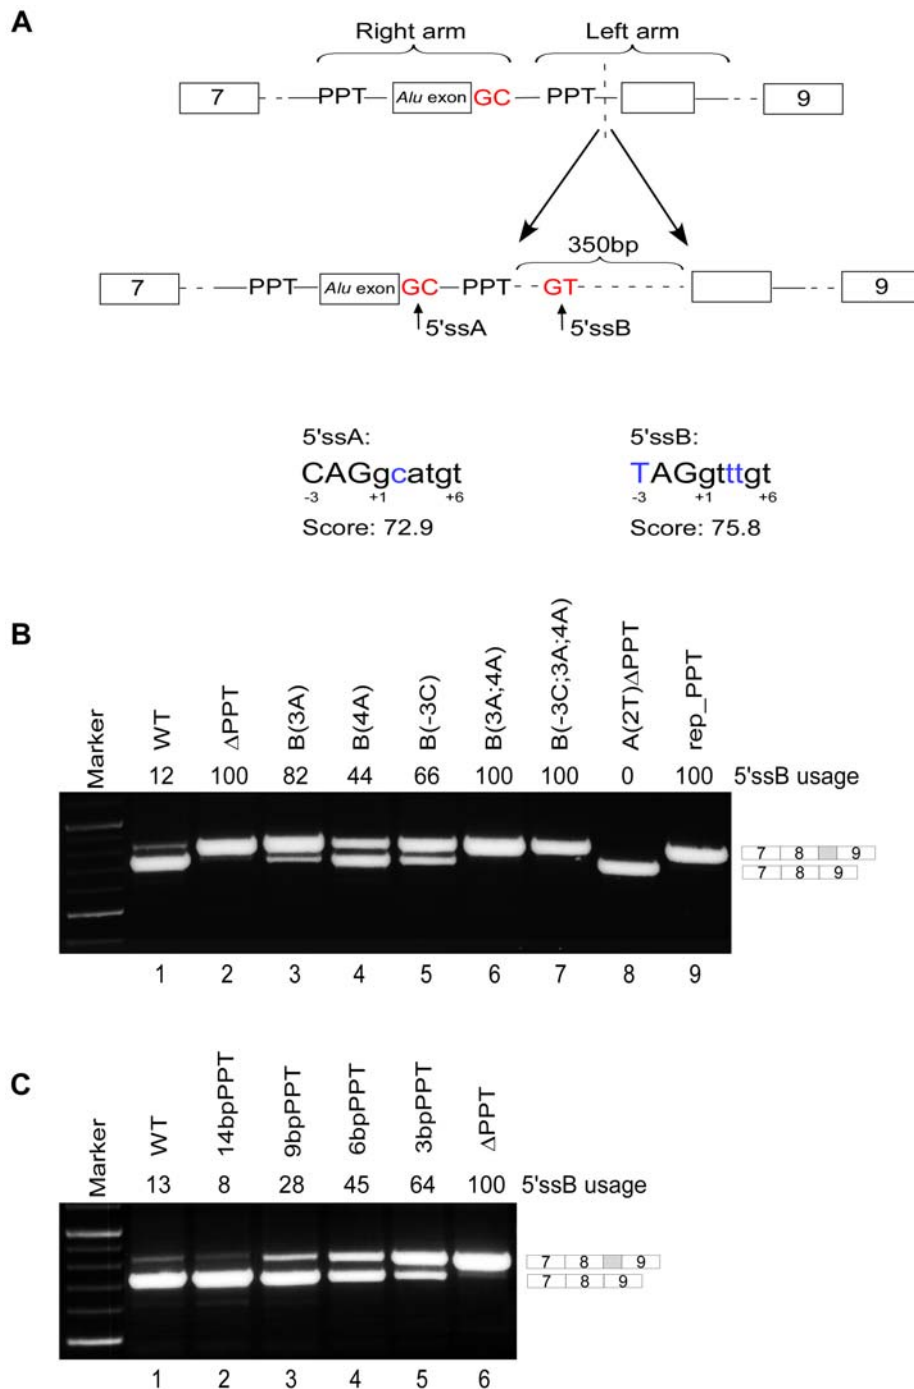 A
Right arm Left arm
7 PPT Alu exon GC PPT 9
350bp
7 PPT Alu exon GC PPT GT 9
5'ssA 5'ssB
5'ssA: 5'ssB:
CAGgcatgt TAGgtttgt
-3 +1 +6 -3 +1 +6
Score: 72.9 Score: 75.8
B
Marker WT ΔPPT B(3A) B(4A) B(-3C) B(3A;4A) B(-3C;3A;4A) A(2T)ΔPPT rep_PPT
12 100 82 44 66 100 100 0 100 5'ssB usage
7 8 9
7 8 9
1 2 3 4 5 6 7 8 9
C
Marker WT 14bpPPT 9bpPPT 6bpPPT 3bpPPT ΔPPT
13 8 28 45 64 100 5'ssB usage
7 8 9
7 8 9
1 2 3 4 5 6